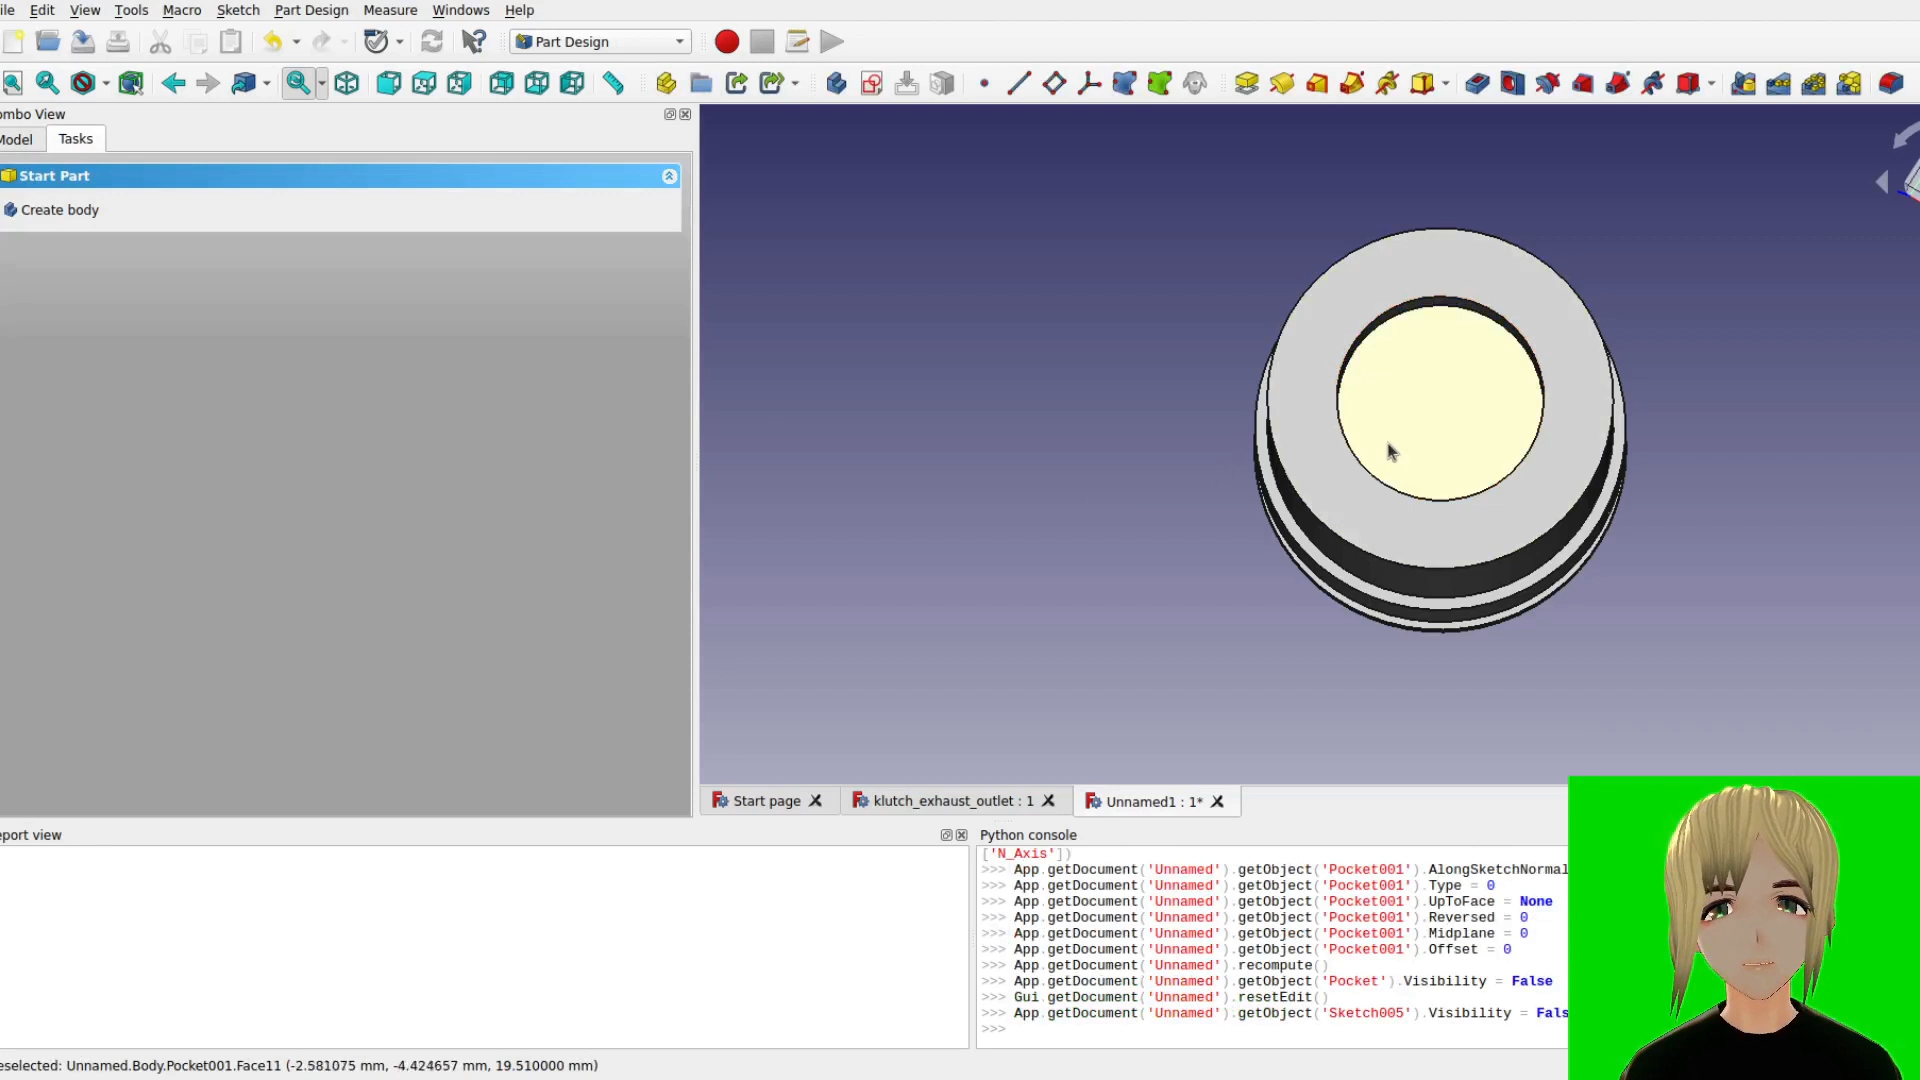 ile Edit View Tools Macro Sketch Part Design Measure Windows Help
Part Design
ombo View
Model Tasks
Start Part
Create body
Start page klutch_exhaust_outlet : 1 Unnamed1 : 1*
eport view
Python console
['N_Axis'])
>>> App.getDocument('Unnamed').getObject('Pocket001').AlongSketchNormal
>>> App.getDocument('Unnamed').getObject('Pocket001').Type = 0
>>> App.getDocument('Unnamed').getObject('Pocket001').UpToFace = None
>>> App.getDocument('Unnamed').getObject('Pocket001').Reversed = 0
>>> App.getDocument('Unnamed').getObject('Pocket001').Midplane = 0
>>> App.getDocument('Unnamed').getObject('Pocket001').Offset = 0
>>> App.getDocument('Unnamed').recompute()
>>> App.getDocument('Unnamed').getObject('Pocket').Visibility = False
>>> Gui.getDocument('Unnamed').resetEdit()
>>> App.getDocument('Unnamed').getObject('Sketch005').Visibility = Fals
>>>
eselected: Unnamed.Body.Pocket001.Face11 (-2.581075 mm, -4.424657 mm, 19.510000 mm)